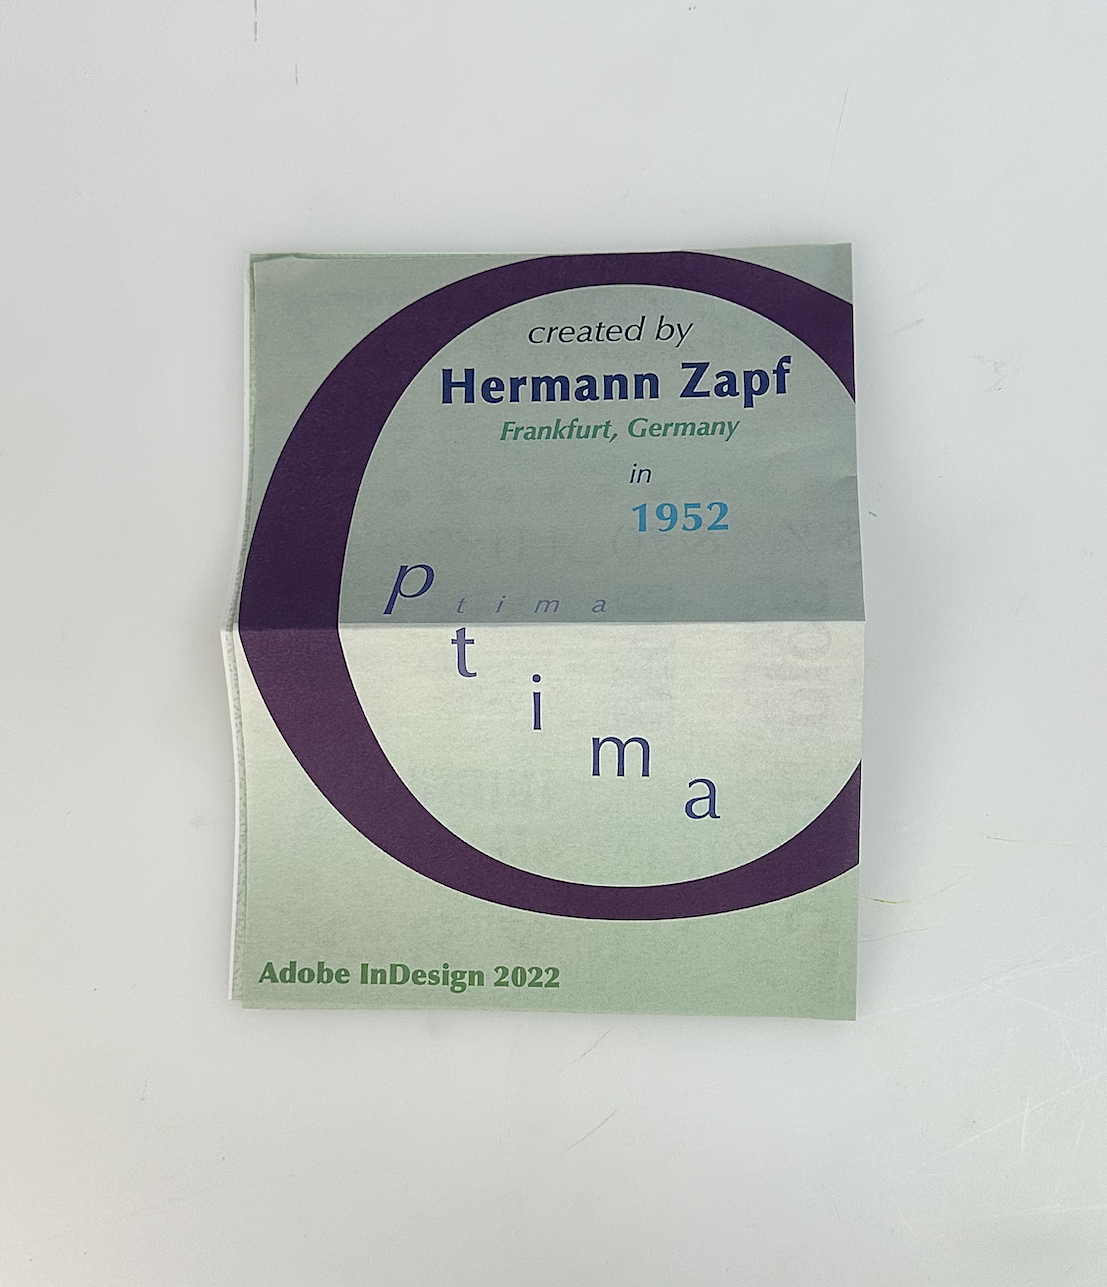 created by
Hermann Zapf
Frankfurt, Germany
in
1952
O
p t i m a
t
i
m
a
Adobe InDesign 2022